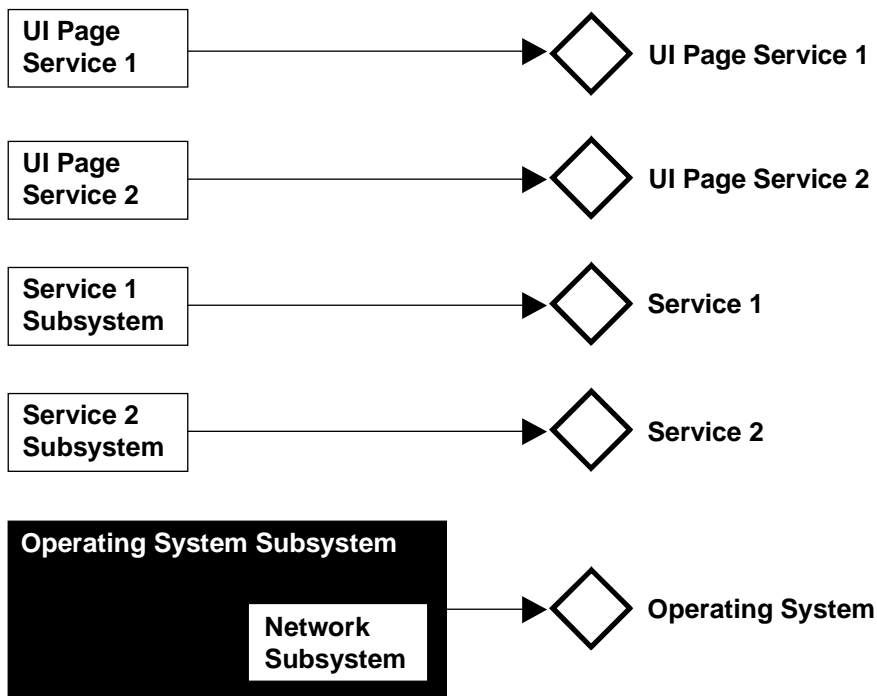 UI Page
Service 1
UI Page Service 1
UI Page
Service 2
UI Page Service 2
Service 1
Subsystem
Service 1
Service 2
Subsystem
Service 2
Operating System Subsystem
Network
Subsystem
Operating System